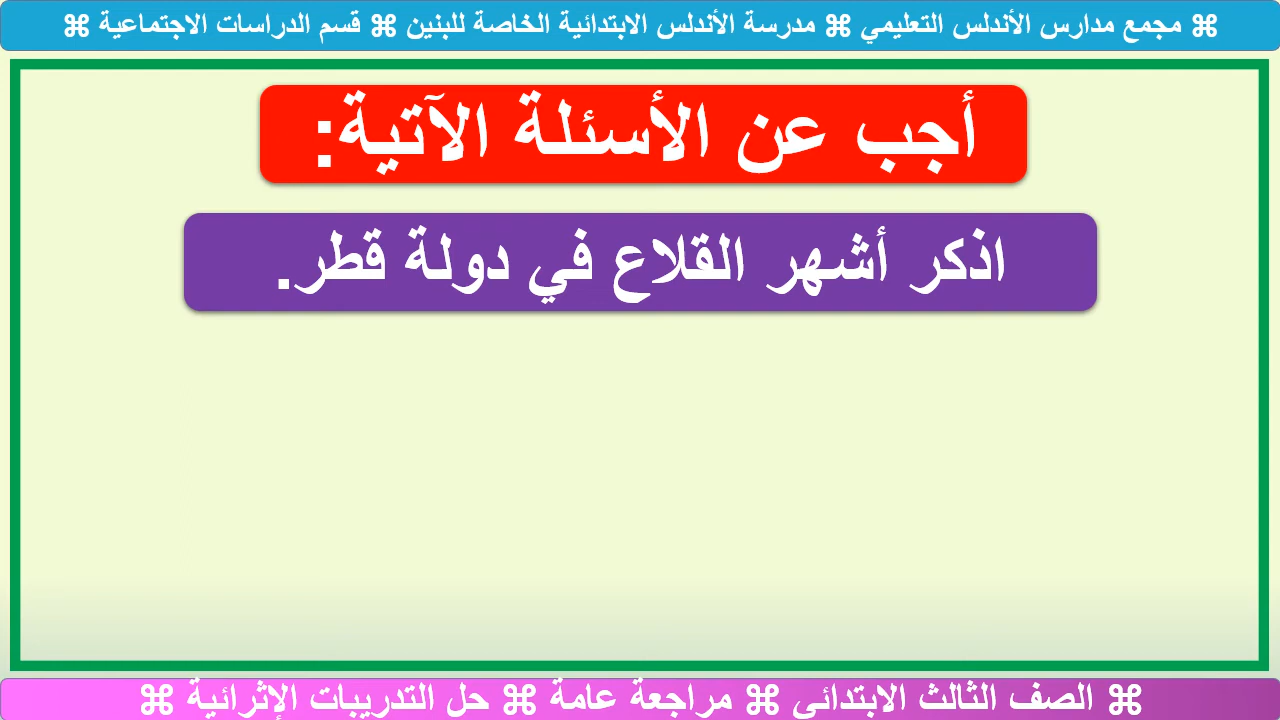 ⌘ مجمع مدارس الأندلس التعليمي ⌘ مدرسة الأندلس الابتدائية الخاصة للبنين ⌘ قسم الدراسات الاجتماعية ⌘
أجب عن الأسئلة الآتية:
اذكر أشهر القلاع في دولة قطر.
⌘ الصف الثالث الابتدائي ⌘ مراجعة عامة ⌘ حل التدريبات الإثرائية ⌘